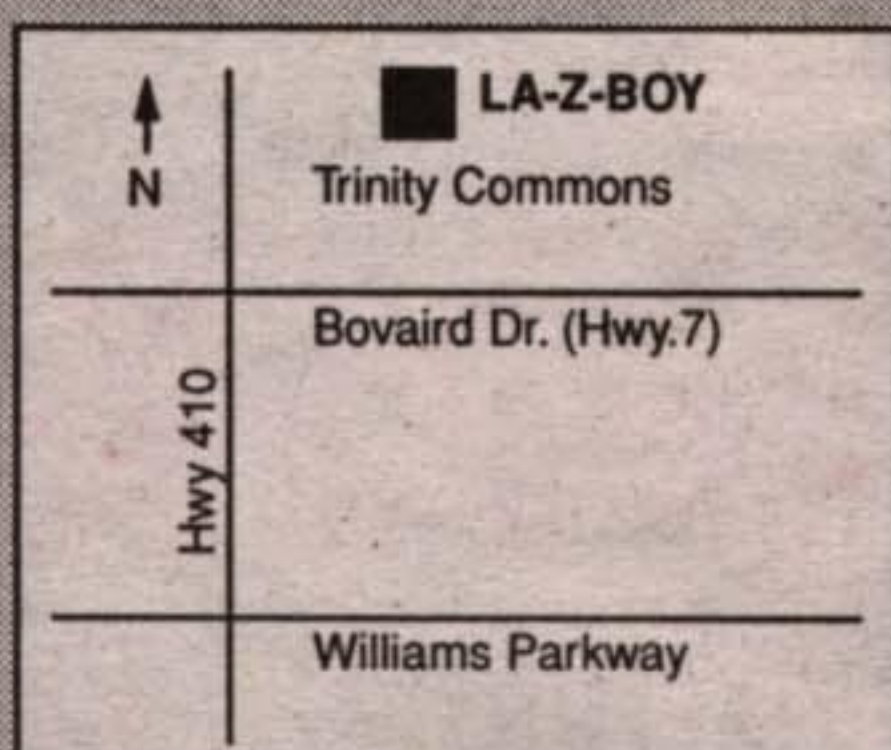 LA-Z-BOY
N
Trinity Commons
Bovaird Dr. (Hwy.7)
Hwy 410
Williams Parkway